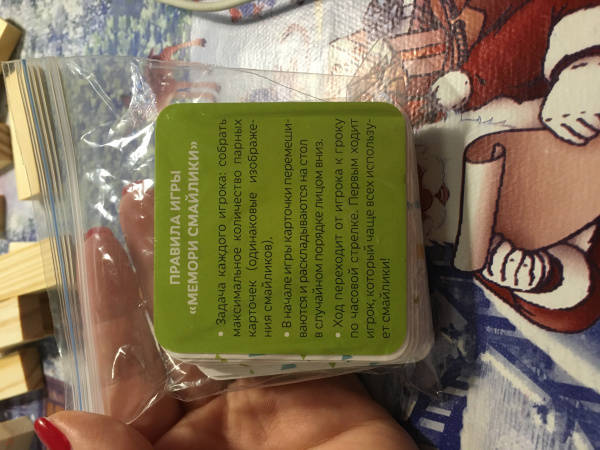 ПРАВИЛА ИГРЫ
«МЕМОРИ СМАЙЛИКИ»
• Задача каждого игрока: собрать
максимальное количество парных
карточек (одинаковые изображе-
ния смайликов).
• В начале игры карточки перемеши-
ваются и раскладываются на стол
в случайном порядке лицом вниз.
• Ход переходит от игрока к игроку
по часовой стрелке. Первым ходит
игрок, который чаще всех использу-
ет смайлики!